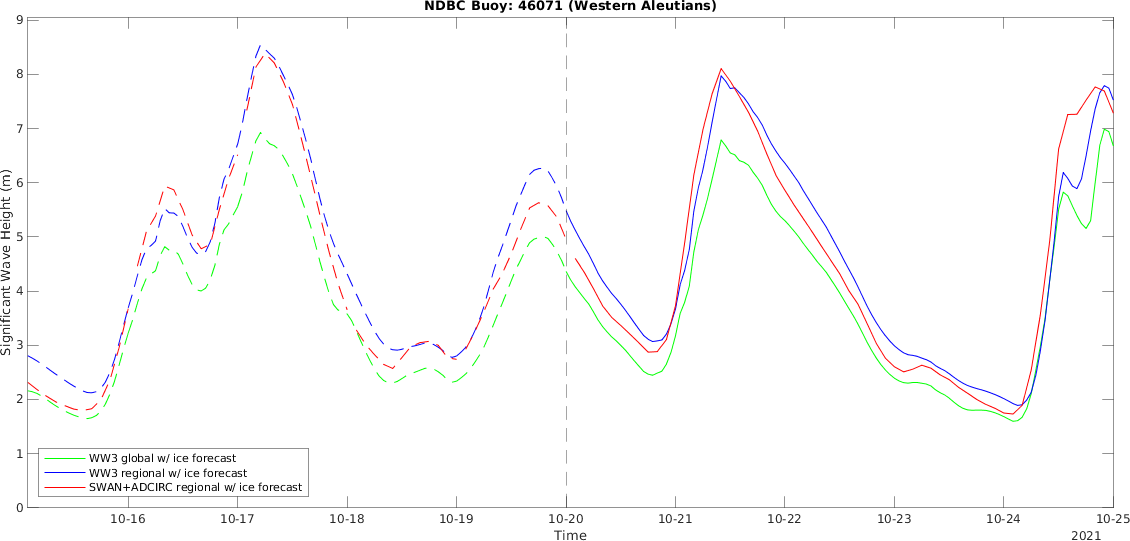 NDBC Buoy: 46071 (Western Aleutians)
9
8
7
6
5
4
3
2
1
0
Significant Wave Height (m)
WW3 global w/ ice forecast
WW3 regional w/ ice forecast
SWAN+ADCIRC regional w/ ice forecast
10-16 10-17 10-18 10-19 10-20 10-21 10-22 10-23 10-24 10-25
Time
2021